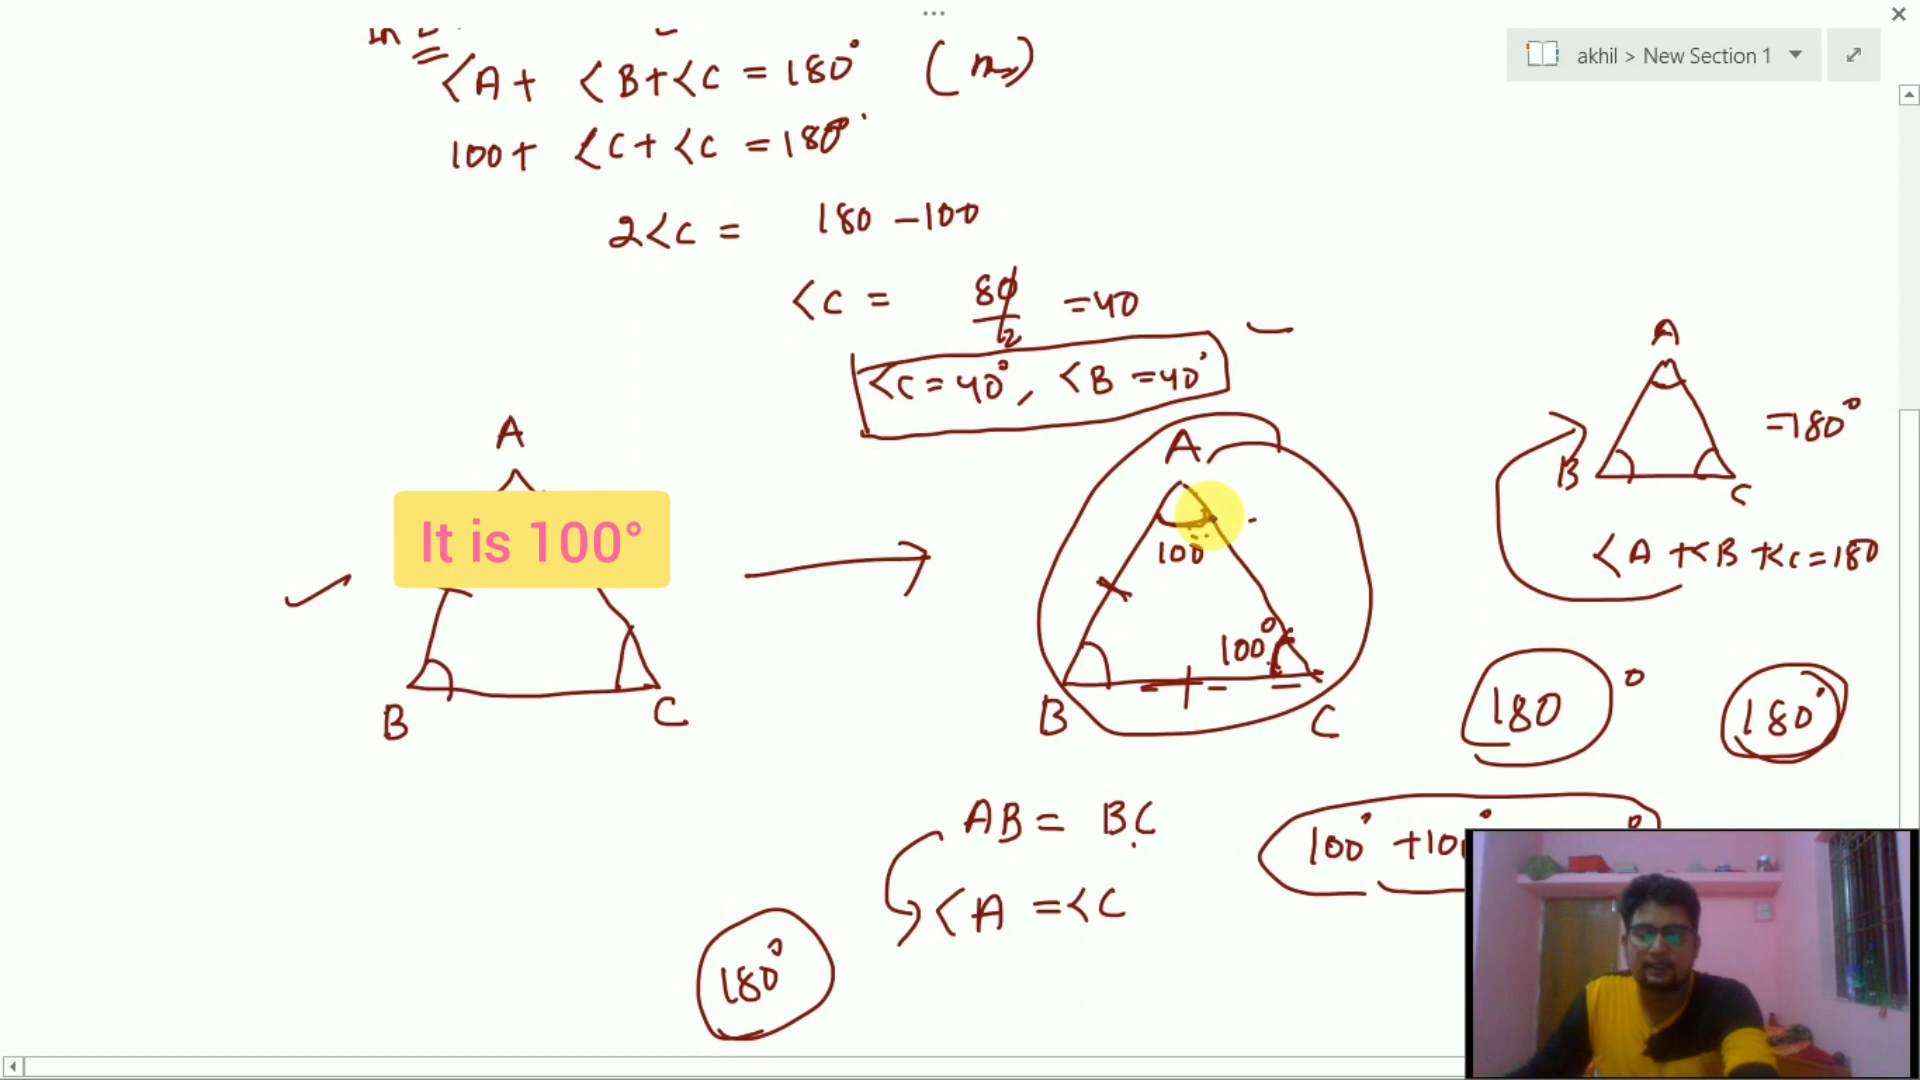 akhil > New Section 1
<A + <B + <C = 180°
100 + <C + <C = 180°
2<C = 180 - 100
<C = 80/2 = 40
<C = 40°, <B = 40°
A
It is 100°
B
C
A
100
100°
B
C
A
B
C
= 180°
<A + <B + <C = 180
180°
180°
AB = BC
100° + 10
<A = <C
180°